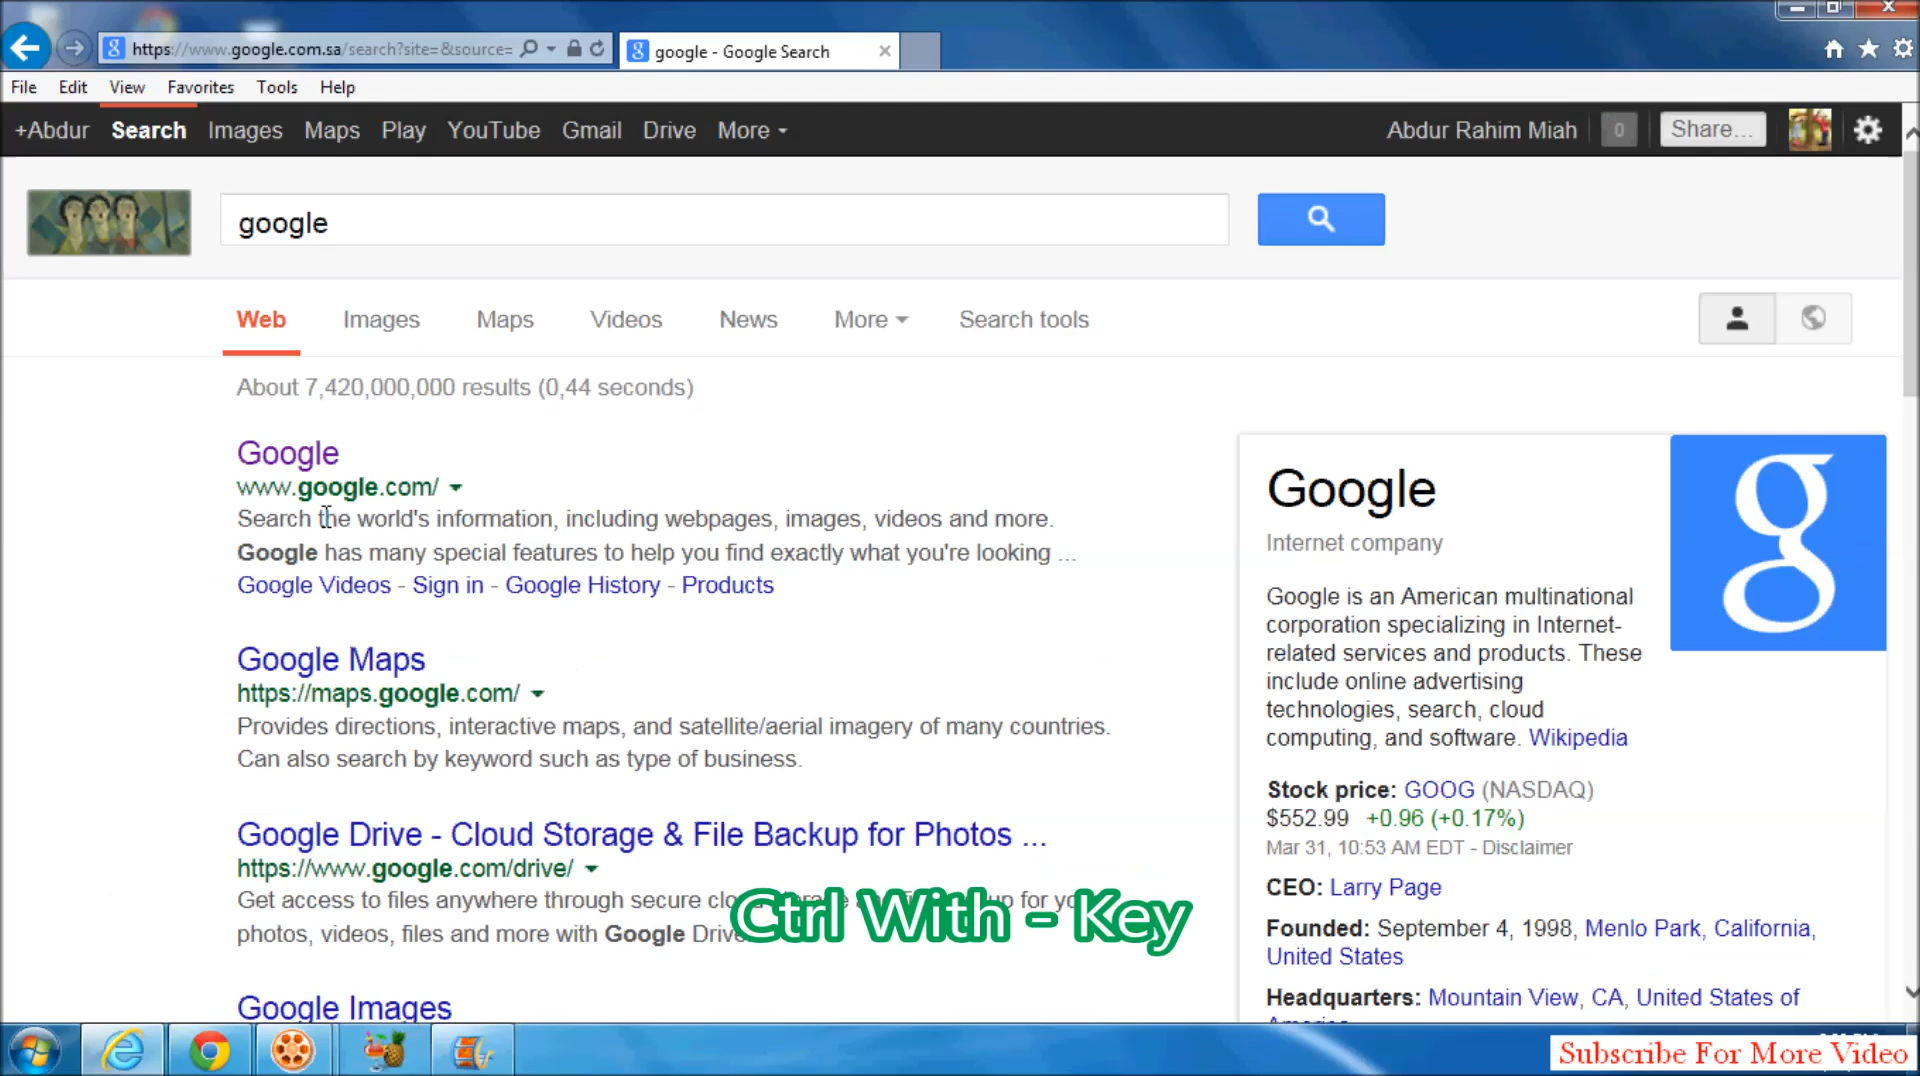 https://www.google.com.sa/search?site=&source=
google - Google Search
File Edit View Favorites Tools Help
+Abdur Search Images Maps Play YouTube Gmail Drive More
Abdur Rahim Miah 0 Share...
google
Web Images Maps Videos News More Search tools
About 7,420,000,000 results (0,44 seconds)
Google
www.google.com/
Search the world's information, including webpages, images, videos and more.
Google has many special features to help you find exactly what you're looking ...
Google Videos - Sign in - Google History - Products
Google Maps
https://maps.google.com/
Provides directions, interactive maps, and satellite/aerial imagery of many countries.
Can also search by keyword such as type of business.
Google Drive - Cloud Storage & File Backup for Photos ...
https://www.google.com/drive/
Get access to files anywhere through secure up for
photos, videos, files and more with Google Drive
Google Images
Google
Internet company
g
Google is an American multinational
corporation specializing in Internet-
related services and products. These
include online advertising
technologies, search, cloud
computing, and software. Wikipedia
Stock price: GOOG (NASDAQ)
$552.99 +0.96 (+0.17%)
Mar 31, 10:53 AM EDT - Disclaimer
CEO: Larry Page
Founded: September 4, 1998, Menlo Park, California,
United States
Headquarters: Mountain View, CA, United States of
Ctrl With - Key
Subscribe For More Video